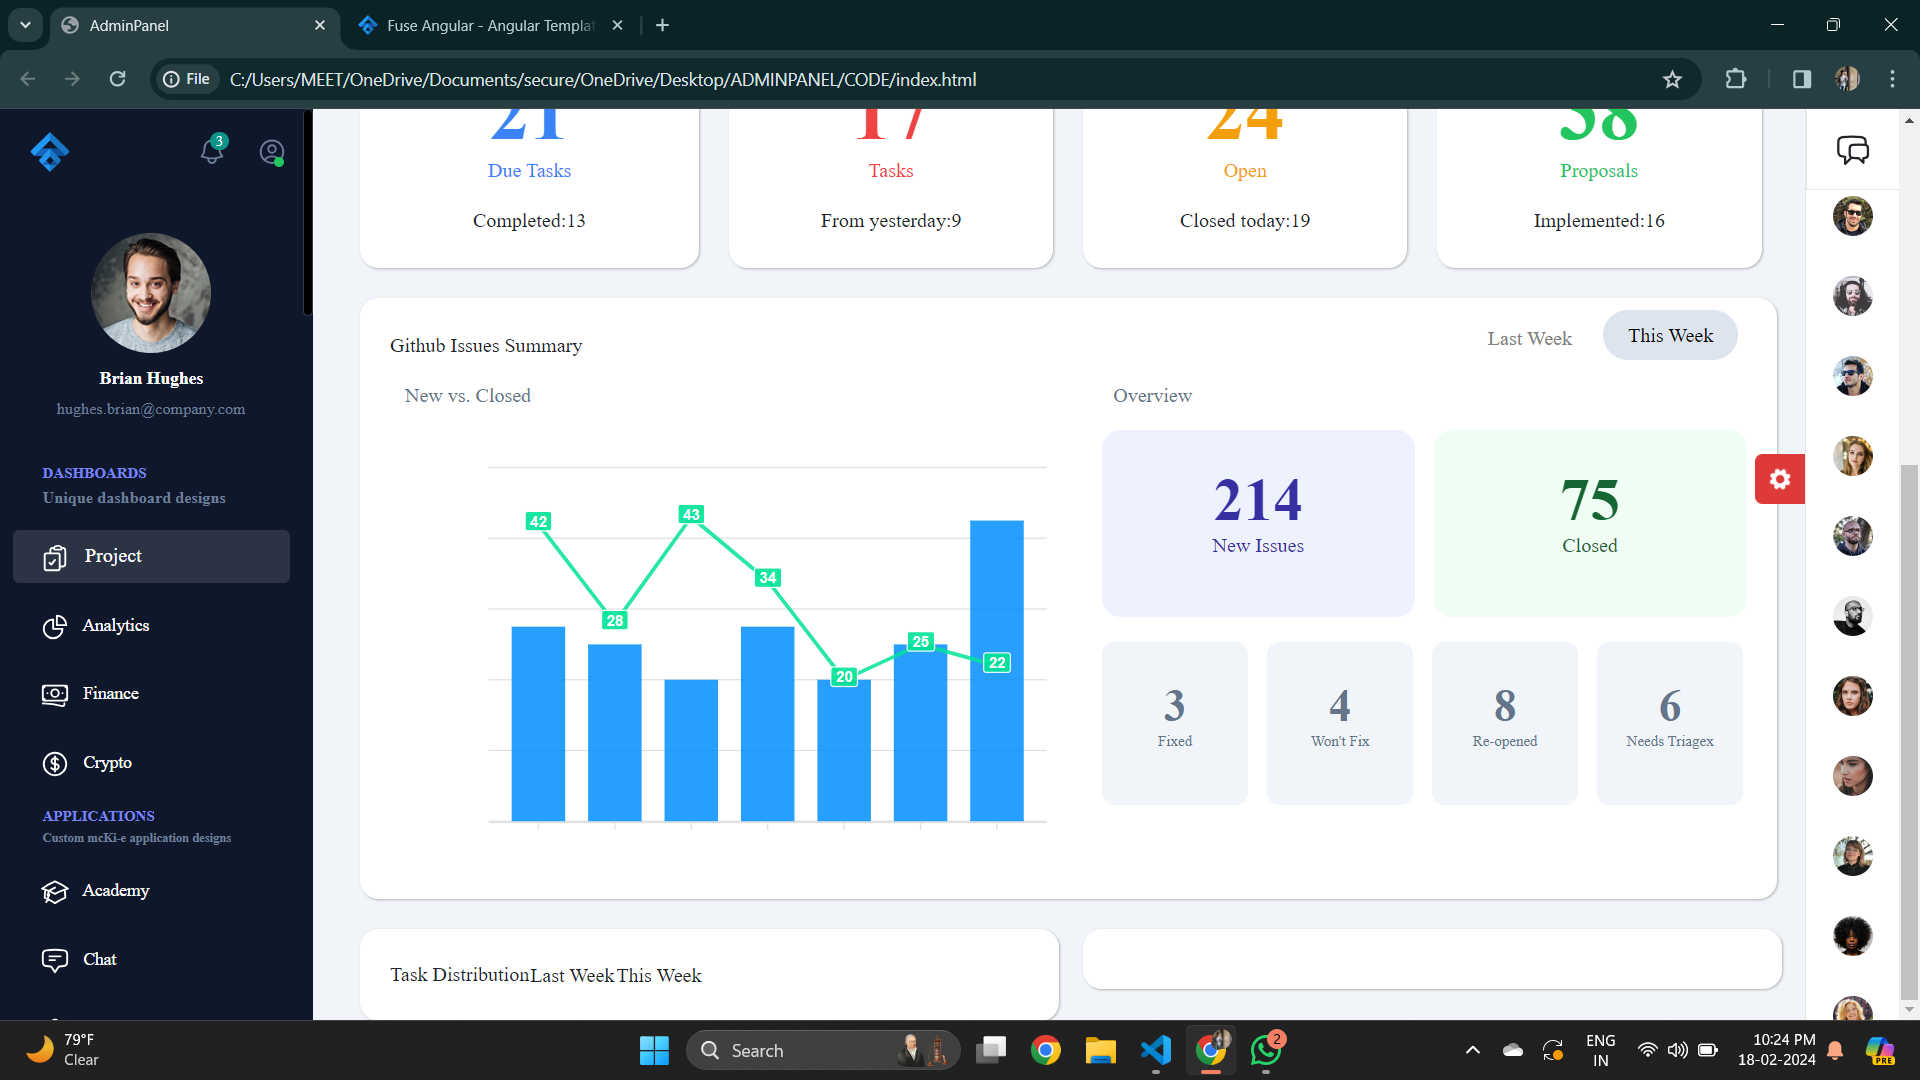 AdminPanel
Fuse Angular - Angular Templat
File
C:/Users/MEET/OneDrive/Documents/secure/OneDrive/Desktop/ADMINPANEL/CODE/index.html
3
Brian Hughes
hughes.brian@company.com
DASHBOARDS
Unique dashboard designs
Project
Analytics
Finance
Crypto
APPLICATIONS
Custom mcKi-e application designs
Academy
Chat
21
Due Tasks
Completed:13
17
Tasks
From yesterday:9
24
Open
Closed today:19
38
Proposals
Implemented:16
Github Issues Summary
Last Week
This Week
New vs. Closed
42
28
43
34
20
25
22
Overview
214
New Issues
75
Closed
3
Fixed
4
Won't Fix
8
Re-opened
6
Needs Triagex
Task DistributionLast WeekThis Week
79°F
Clear
Search
2
ENG
IN
10:24 PM
18-02-2024
PRE